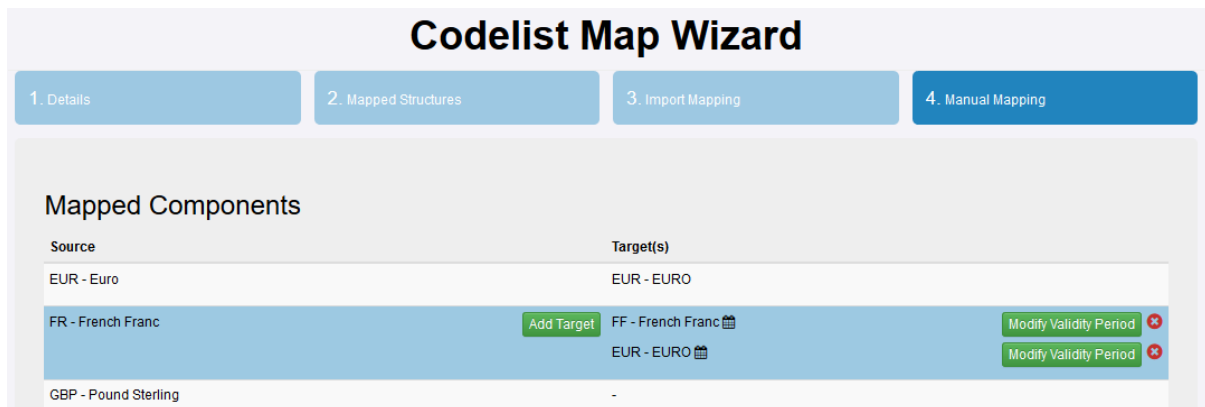 Codelist Map Wizard
1. Details 2. Mapped Structures 3. Import Mapping 4. Manual Mapping
Mapped Components
Source Target(s)
EUR - Euro EUR - EURO
FR - French Franc Add Target FF - French Franc Modify Validity Period
EUR - EURO Modify Validity Period
GBP - Pound Sterling -